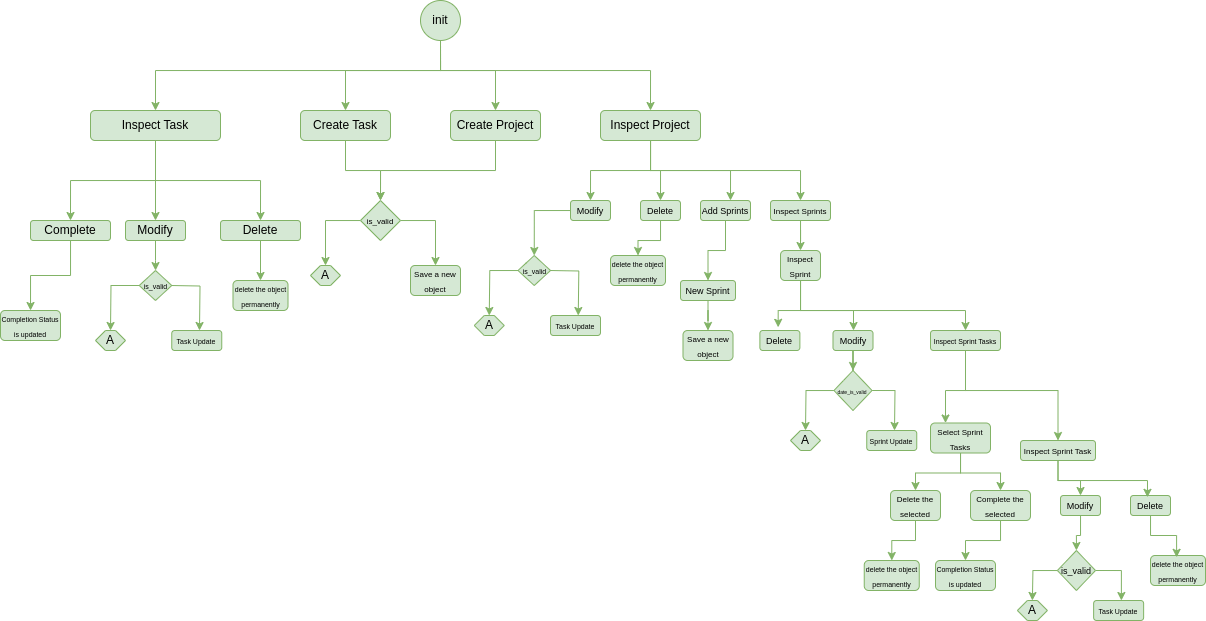 init
Inspect Task
Create Task
Create Project
Inspect Project
Complete
Modify
Delete
is_valid
Modify
Delete
Add Sprints
Inspect Sprints
is_valid
A
Save a new
object
is_valid
delete the object
permanently
Inspect
Sprint
delete the object
permanently
A
Task Update
New Sprint
Completion Status
is updated
A
Task Update
Save a new
object
Delete
Modify
Inspect Sprint Tasks
date_is_valid
A
Sprint Update
Select Sprint
Tasks
Inspect Sprint Task
Delete the
selected
Complete the
selected
Modify
Delete
delete the object
permanently
Completion Status
is updated
is_valid
delete the object
permanently
A
Task Update